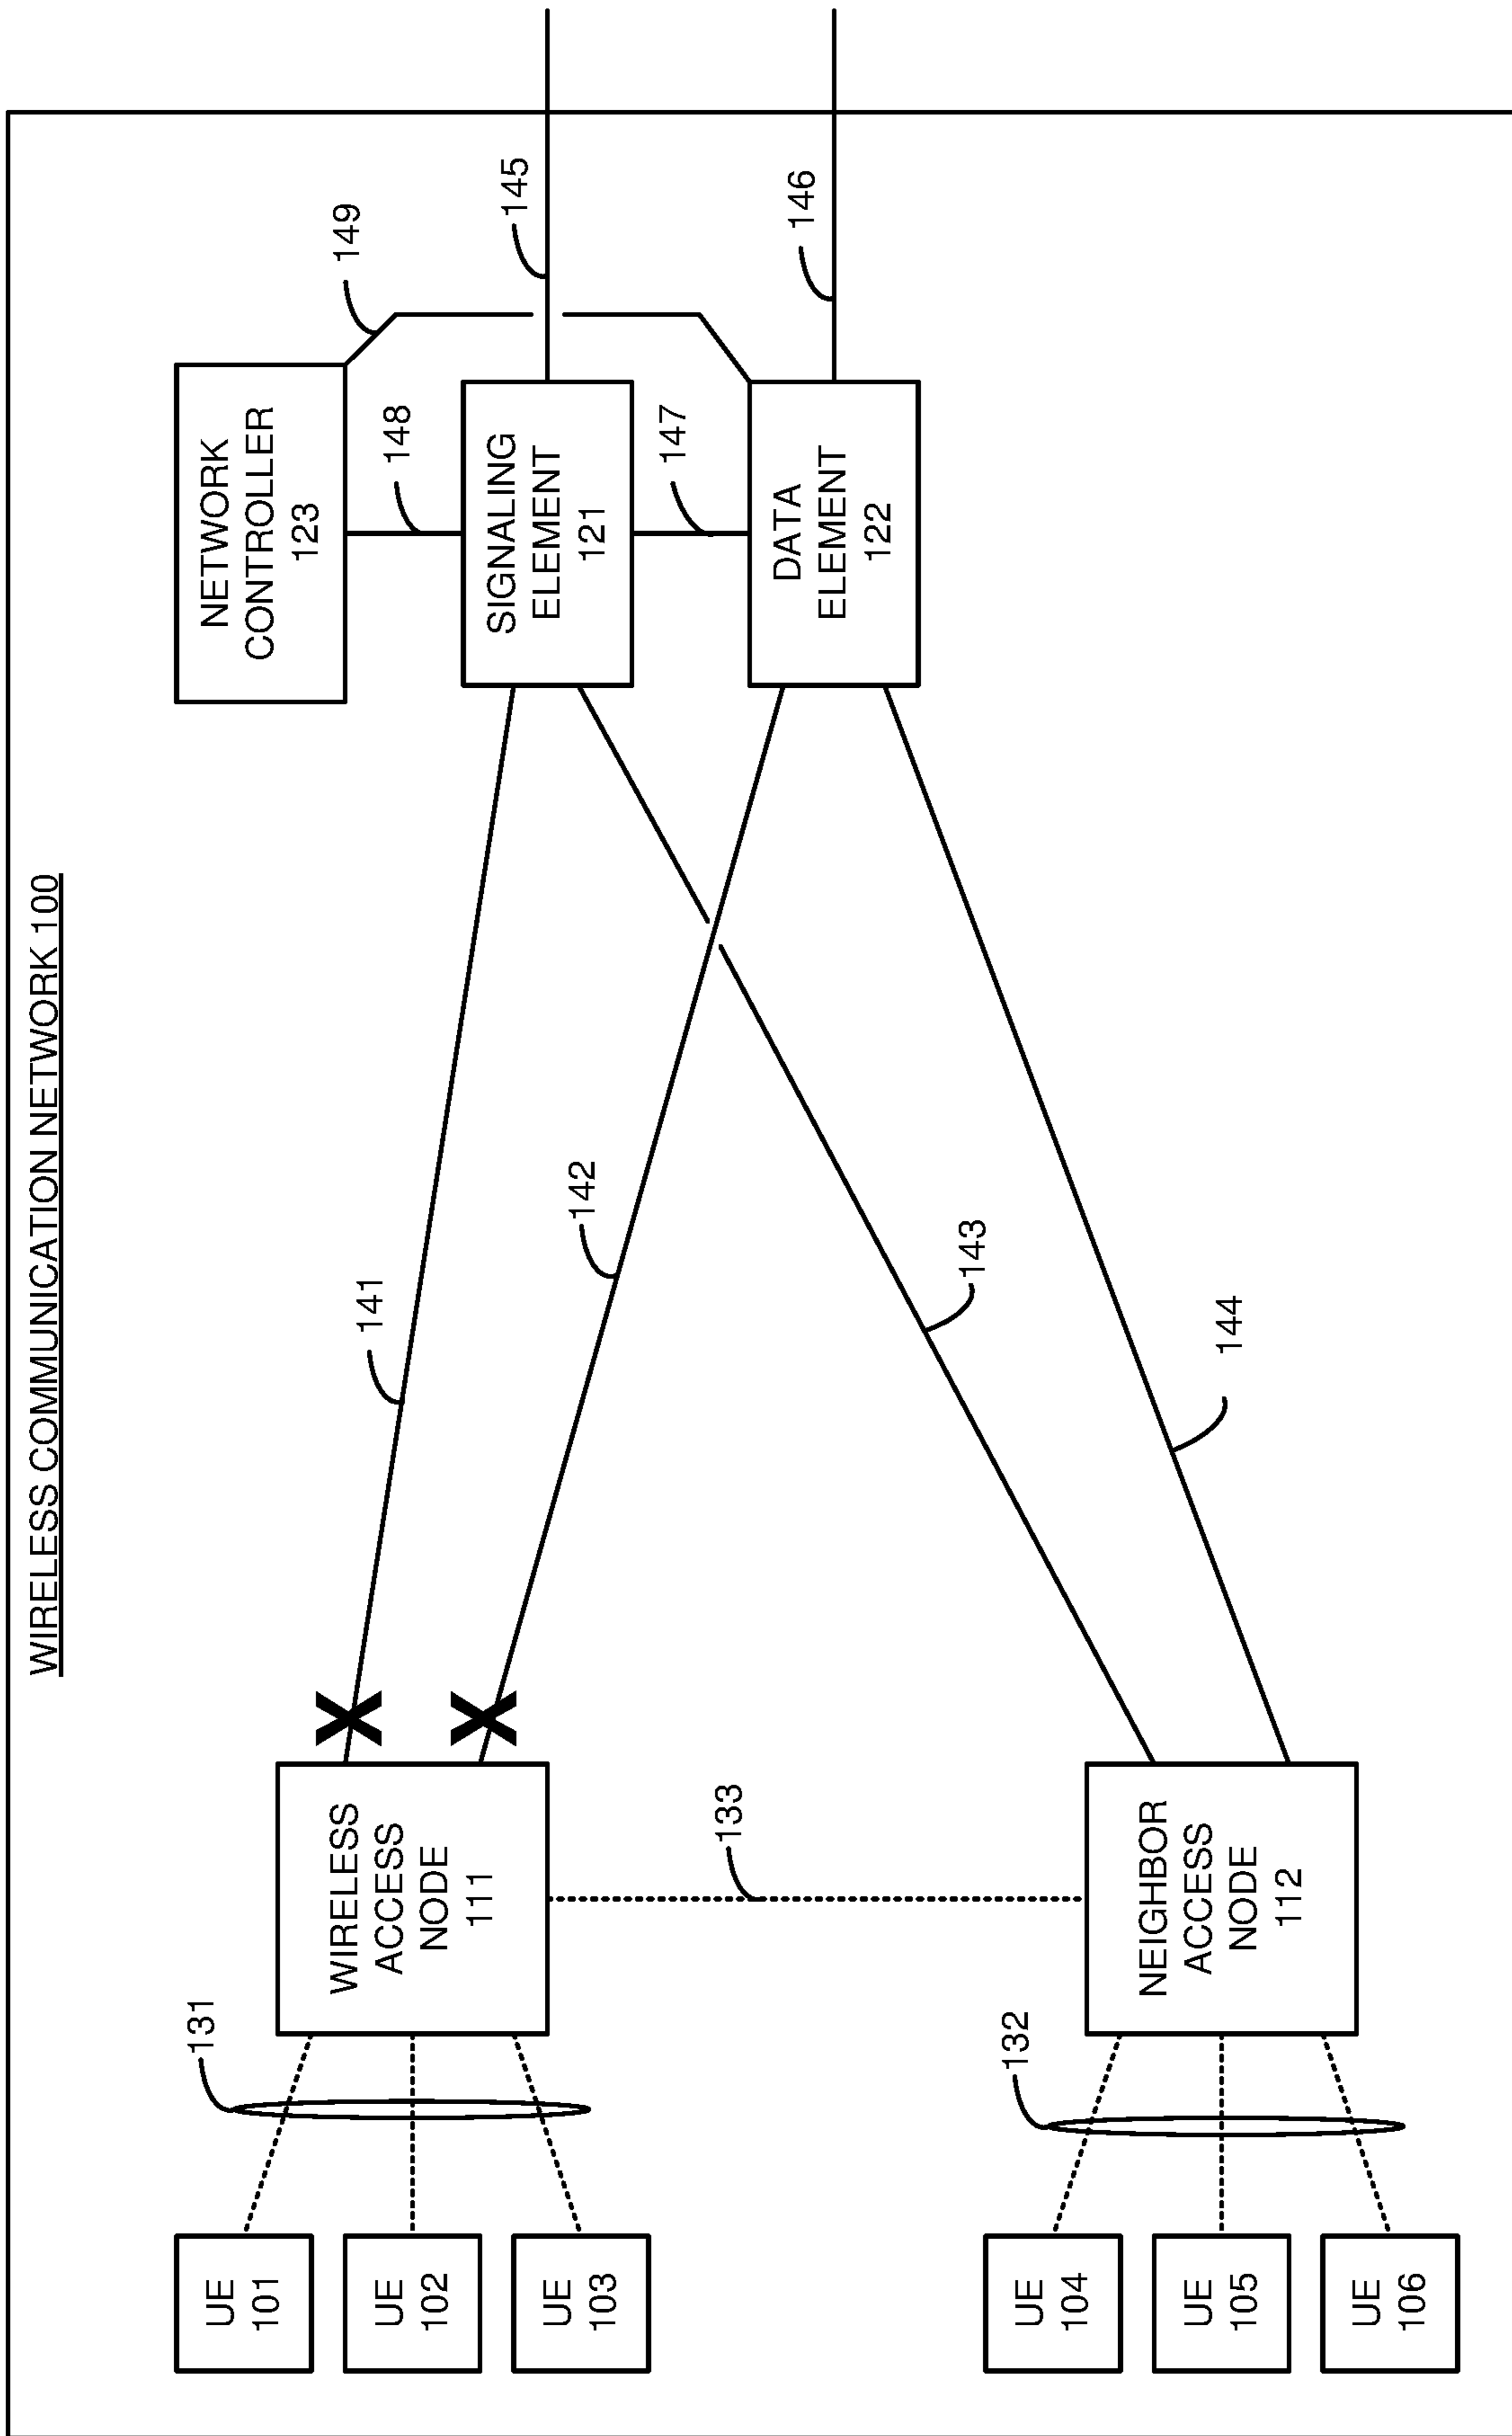 WIRELESS COMMUNICATION NETWORK 100
UE
101
UE
102
UE
103
131
WIRELESS
ACCESS
NODE
111
141
142
133
UE
104
UE
105
UE
106
132
NEIGHBOR
ACCESS
NODE
112
143
144
NETWORK
CONTROLLER
123
149
148
SIGNALING
ELEMENT
121
145
147
DATA
ELEMENT
122
146